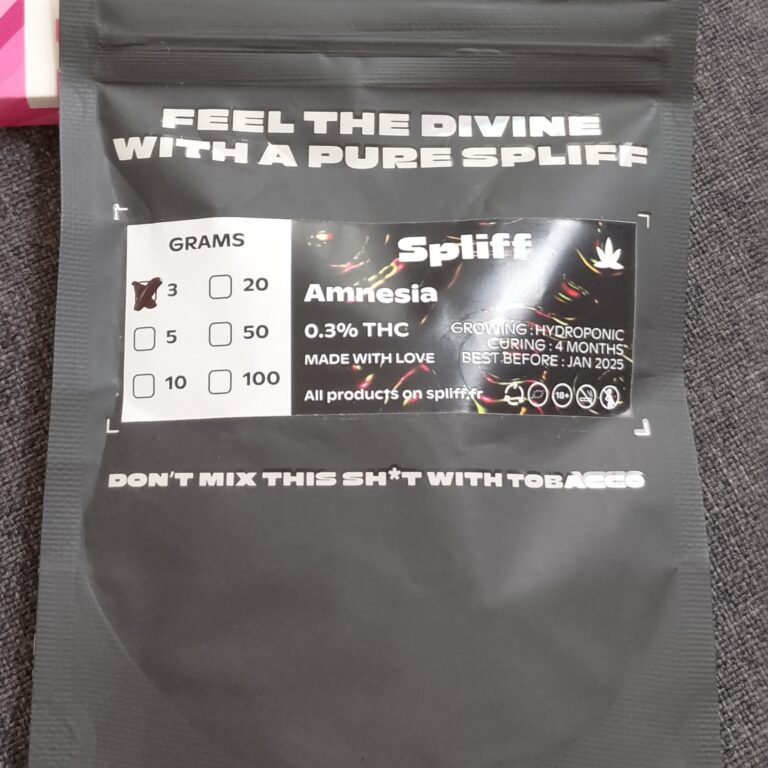 FEEL THE DIVINE
WITH A PURE SPLIFF
GRAMS
3
20
5
50
10
100
Spliff
Amnesia
0.3% THC
MADE WITH LOVE
GROWING : HYDROPONIC
CURING : 4 MONTHS
BEST BEFORE : JAN 2025
All products on spliff.fr
18+
DON'T MIX THIS SH*T WITH TOBACCO